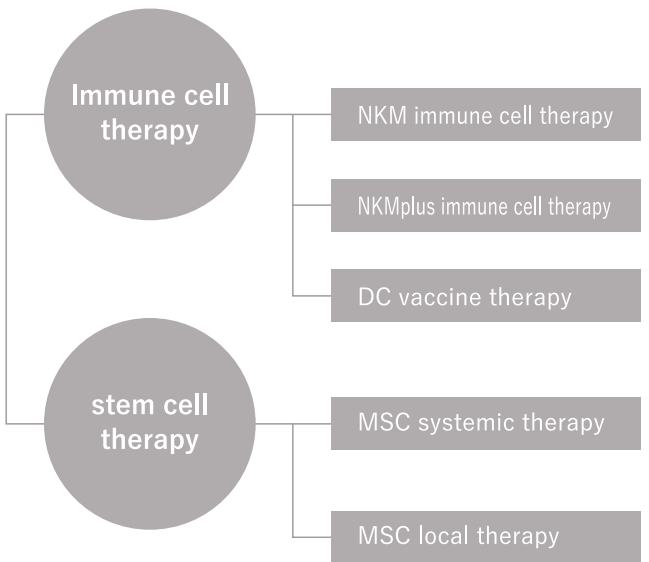 Immune cell
therapy
NKM immune cell therapy
NKMplus immune cell therapy
DC vaccine therapy
stem cell
therapy
MSC systemic therapy
MSC local therapy